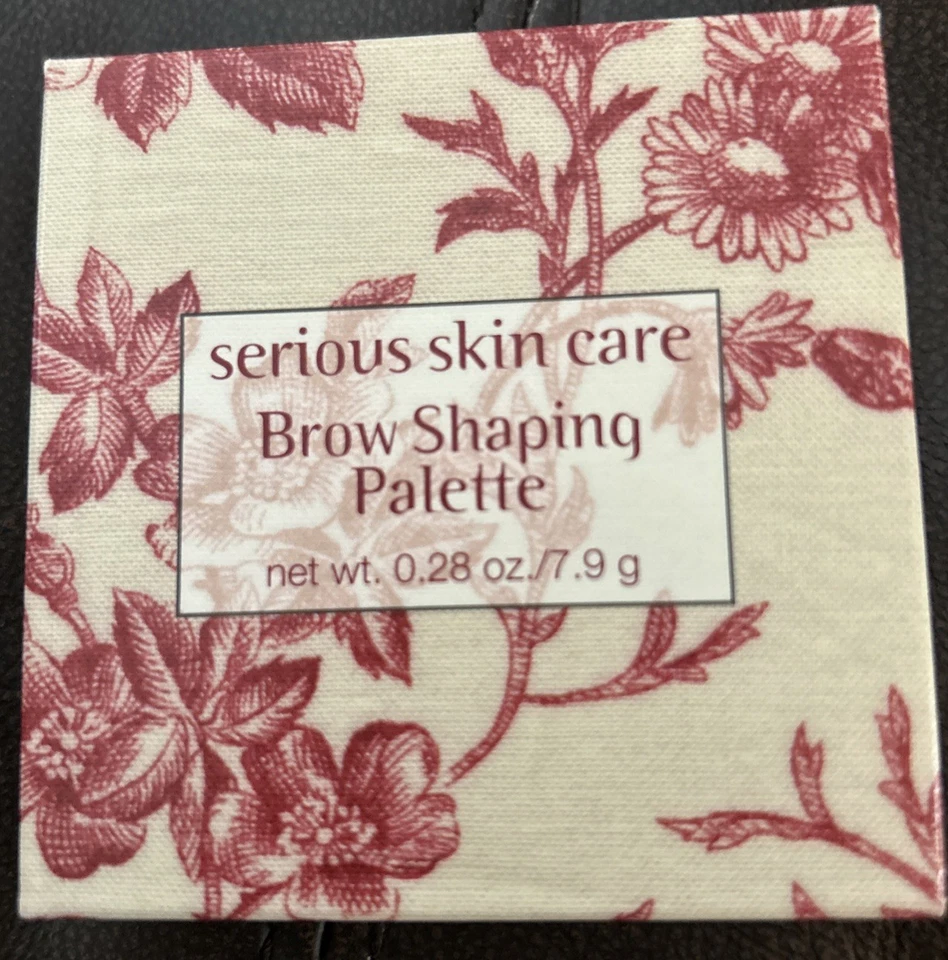 serious skin care
Brow Shaping
Palette
net wt. 0.28 oz./7.9 g